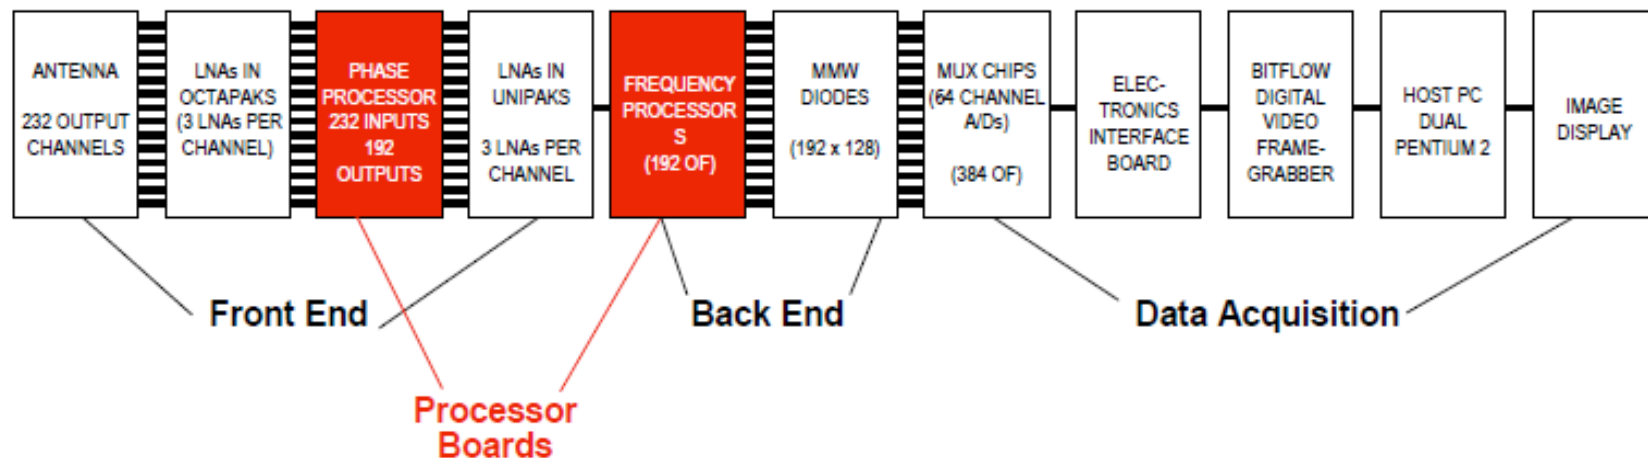 ANTENNA
232 OUTPUT
CHANNELS
LNAs IN
OCTAPAKS
(3 LNAs PER
CHANNEL)
PHASE
PROCESSOR
232 INPUTS
192
OUTPUTS
LNAs IN
UNIPAKS
3 LNAs PER
CHANNEL
FREQUENCY
PROCESSOR
S
(192 OF)
MMW
DIODES
(192 x 128)
MUX CHIPS
(64 CHANNEL
A/Ds)
(384 OF)
ELEC-
TRONICS
INTERFACE
BOARD
BITFLOW
DIGITAL
VIDEO
FRAME-
GRABBER
HOST PC
DUAL
PENTIUM 2
IMAGE
DISPLAY
Front End
Back End
Data Acquisition
Processor
Boards